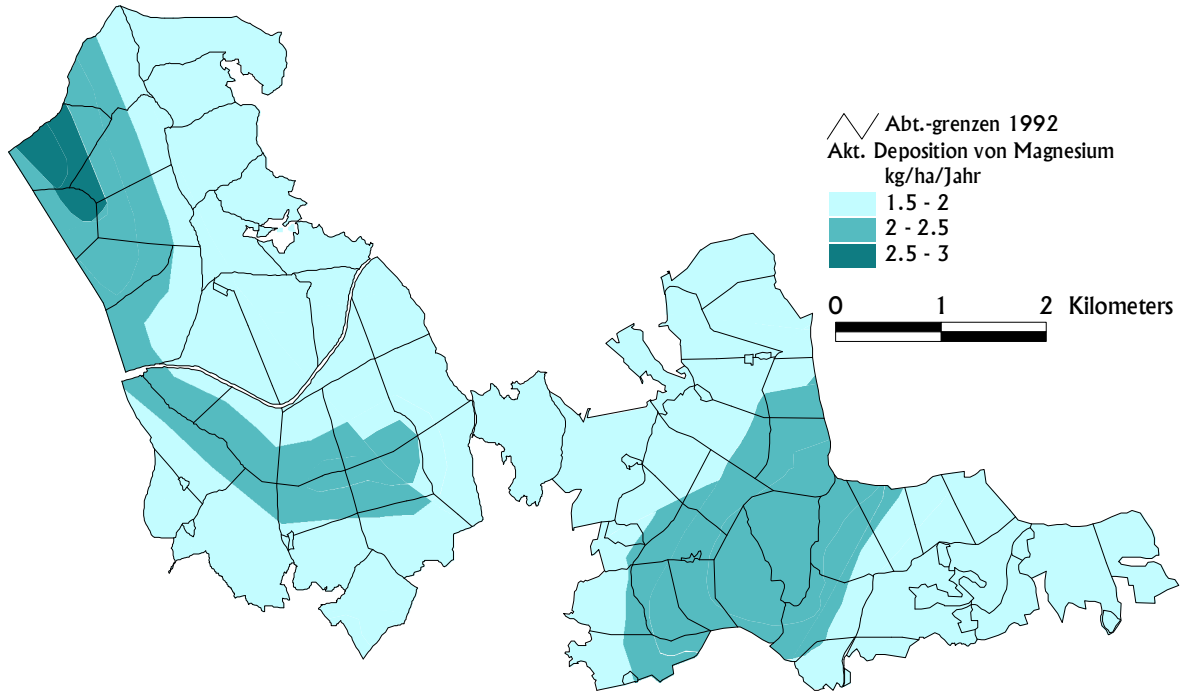 Abt.-grenzen 1992
Akt. Deposition von Magnesium
kg/ha/Jahr
1.5 - 2
2 - 2.5
2.5 - 3
0 1 2 Kilometers